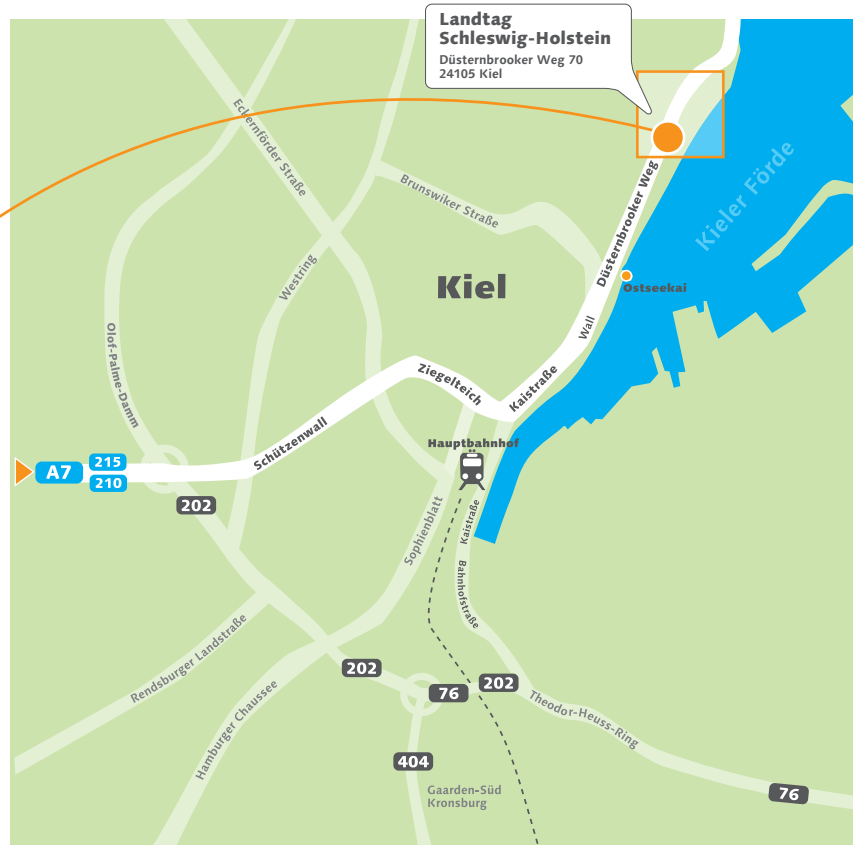 Landtag
Schleswig-Holstein
Düsternbrooker Weg 70
24105 Kiel
Eckernförder Straße
Brunswiker Straße
Düsternbrooker Weg
Kieler Förde
Westring
Kiel
Ostseekai
Olof-Palme-Damm
Wall
Ziegelteich
Kaistraße
Schützenwall
Hauptbahnhof
A7
215
210
202
Sophienblatt
Kaistraße
Bahnhofstraße
Rendsburger Landstraße
Hamburger Chaussee
202
76
202
Theodor-Heuss-Ring
404
Gaarden-Süd
Kronsburg
76